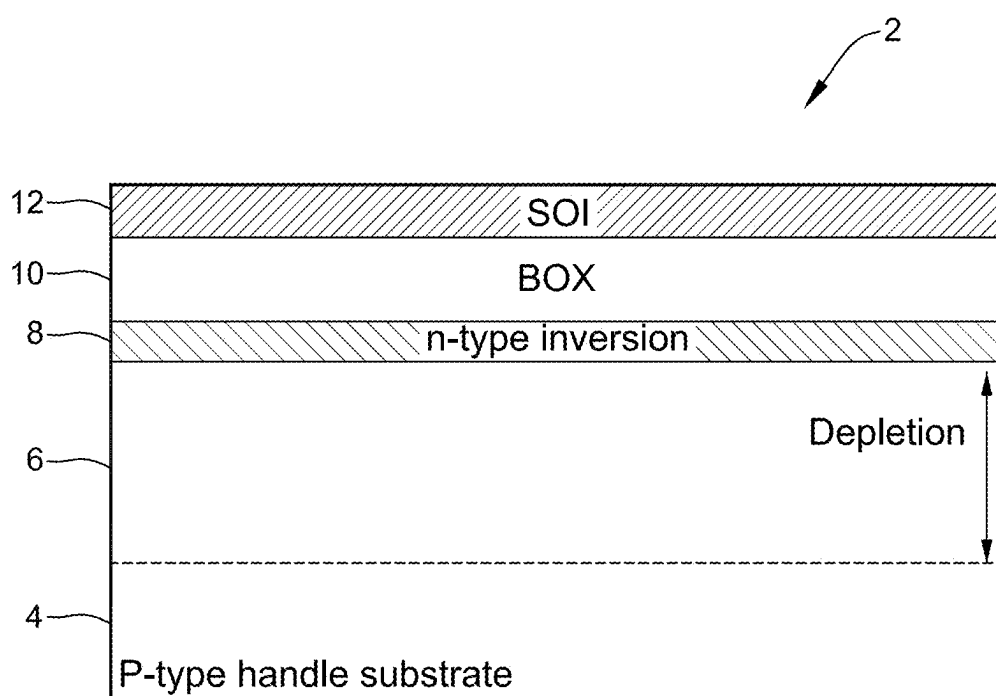 2
12
SOI
10
BOX
8
n-type inversion
Depletion
6
4
P-type handle substrate